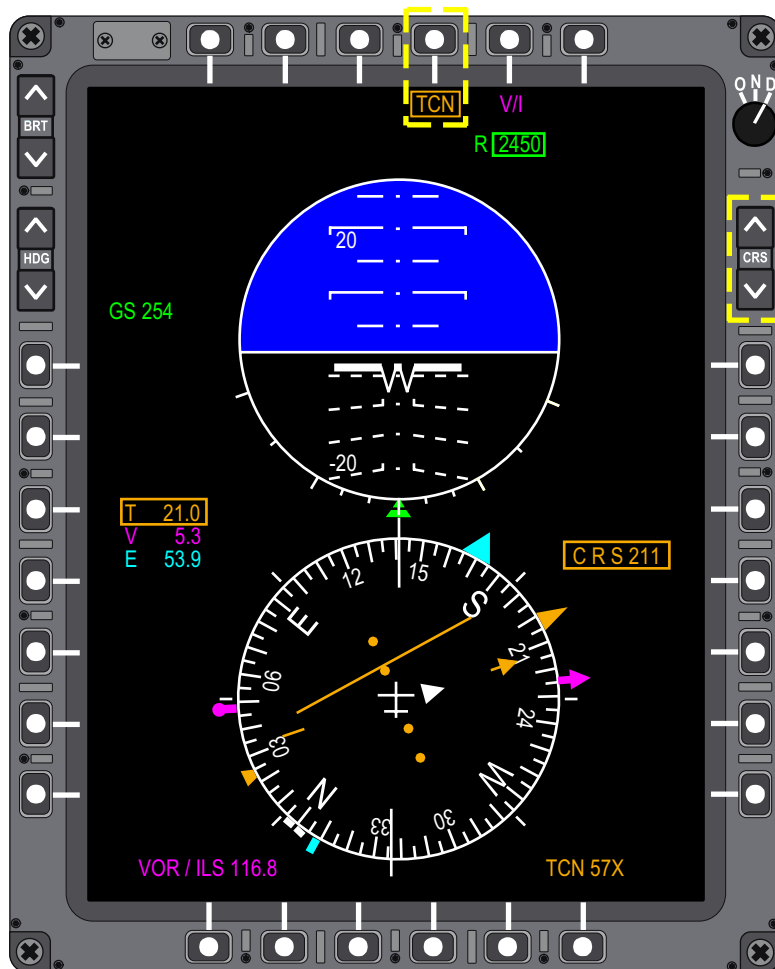 O N D
TCN V/I
BRT
R 2450
20
HDG
CRS
GS 254
-20
T 21.0
V 5.3
E 53.9
C R S 211
12
15
E
S
21
06
24
03
W
N
33
30
VOR / ILS 116.8
TCN 57X